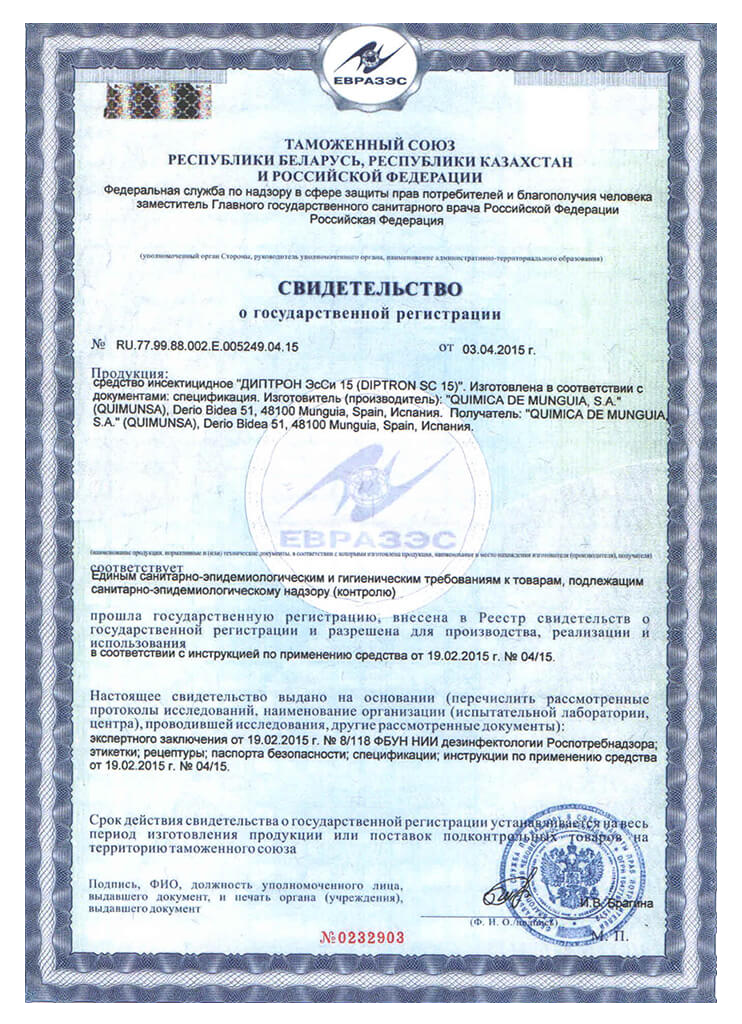 ЕВРАЗЭС
ТАМОЖЕННЫЙ СОЮЗ
РЕСПУБЛИКИ БЕЛАРУСЬ, РЕСПУБЛИКИ КАЗАХСТАН
И РОССИЙСКОЙ ФЕДЕРАЦИИ
Федеральная служба по надзору в сфере защиты прав потребителей и благополучия человека
заместитель Главного государственного санитарного врача Российской Федерации
Российская Федерация
(уполномоченный орган Стороны, руководитель уполномоченного органа, наименование административно-территориального образования)
СВИДЕТЕЛЬСТВО
о государственной регистрации
№ RU.77.99.88.002.Е.005249.04.15 от 03.04.2015 г.
Продукция:
средство инсектицидное "ДИПТРОН ЭсСи 15 (DIPTRON SC 15)". Изготовлена в соответствии с
документами: спецификация. Изготовитель (производитель): "QUIMICA DE MUNGUIA, S.A."
(QUIMUNSA), Derio Bidea 51, 48100 Munguia, Spain, Испания. Получатель: "QUIMICA DE MUNGUIA,
S.A." (QUIMUNSA), Derio Bidea 51, 48100 Munguia, Spain, Испания.
ЕВРАЗЭС
(наименование продукции, нормативные и (или) технические документы, в соответствии с которыми изготовлена продукция, наименование и место нахождения изготовителя (производителя), получателя)
соответствует
Единым санитарно-эпидемиологическим и гигиеническим требованиям к товарам, подлежащим
санитарно-эпидемиологическому надзору (контролю)
прошла государственную регистрацию, внесена в Реестр свидетельств о
государственной регистрации и разрешена для производства, реализации и
использования
в соответствии с инструкцией по применению средства от 19.02.2015 г. № 04/15.
Настоящее свидетельство выдано на основании (перечислить рассмотренные
протоколы исследований, наименование организации (испытательной лаборатории,
центра), проводившей исследования, другие рассмотренные документы):
экспертного заключения от 19.02.2015 г. № 8/118 ФБУН НИИ дезинфектологии Роспотребнадзора;
этикетки; рецептуры; паспорта безопасности; спецификации; инструкции по применению средства
от 19.02.2015 г. № 04/15.
Срок действия свидетельства о государственной регистрации устанавливается на весь
период изготовления продукции или поставок подконтрольных товаров на
территорию таможенного союза
Подпись, ФИО, должность уполномоченного лица,
выдавшего документ, и печать органа (учреждения),
выдавшего документ
И.В. Брагина
(Ф. И. О./подпись)
М. П.
№0232903